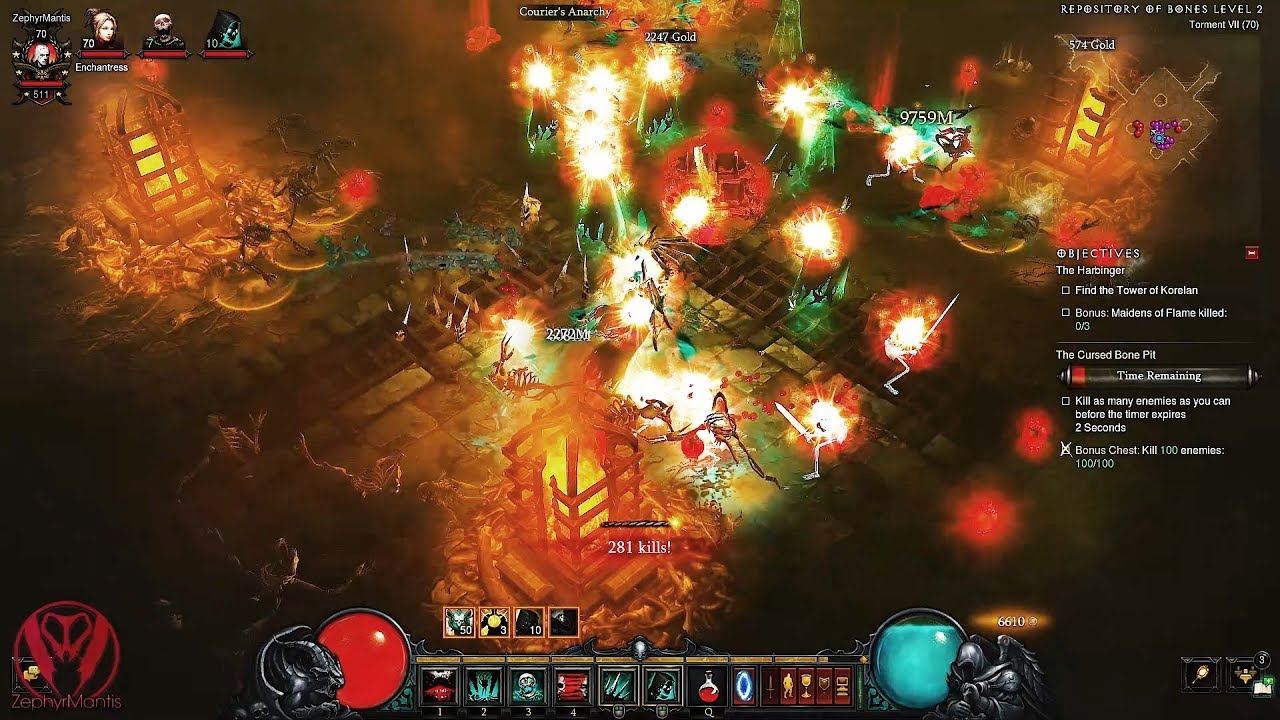 ZephyrMantis
70
511
70
Enchantress
7
10
Courier's Anarchy
2247 Gold
REPOSITORY OF BONES LEVEL 2
Torment VII (70)
574 Gold
9759M
OBJECTIVES
The Harbinger
Find the Tower of Korelan
Bonus: Maidens of Flame killed:
0/3
The Cursed Bone Pit
Time Remaining
Kill as many enemies as you can
before the timer expires
2 Seconds
Bonus Chest: Kill 100 enemies:
100/100
281 kills!
50
3
10
6610
1
2
3
4
Q
3
ZephyrMantis